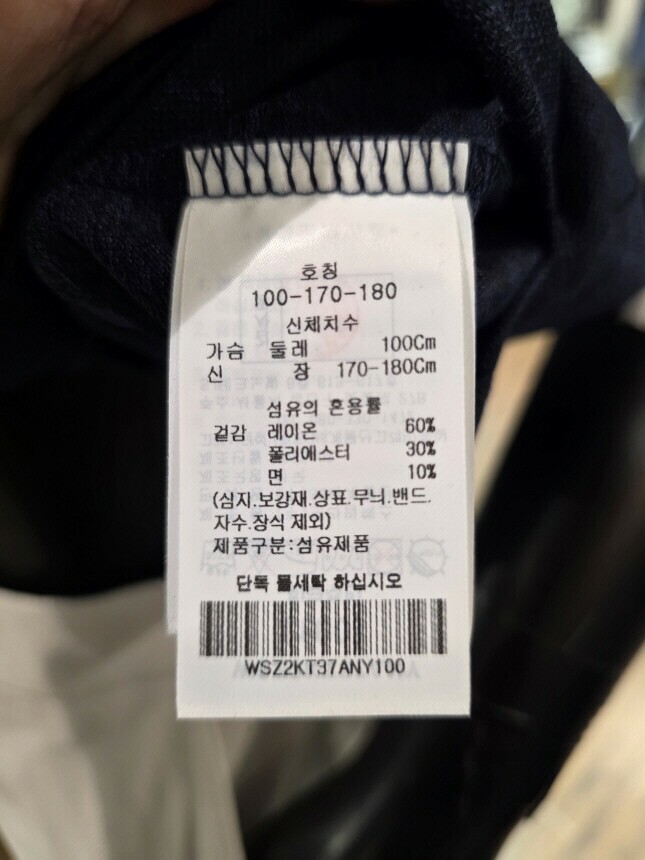 호칭
100-170-180
신체치수
가슴 둘레 100Cm
신 장 170-180Cm
섬유의 혼용률
겉감 레이온 60%
폴리에스터 30%
면 10%
(심지.보강재.상표.무늬.밴드.
자수.장식 제외)
제품구분:섬유제품
단독 물세탁 하십시오
WSZ2KT37ANY100